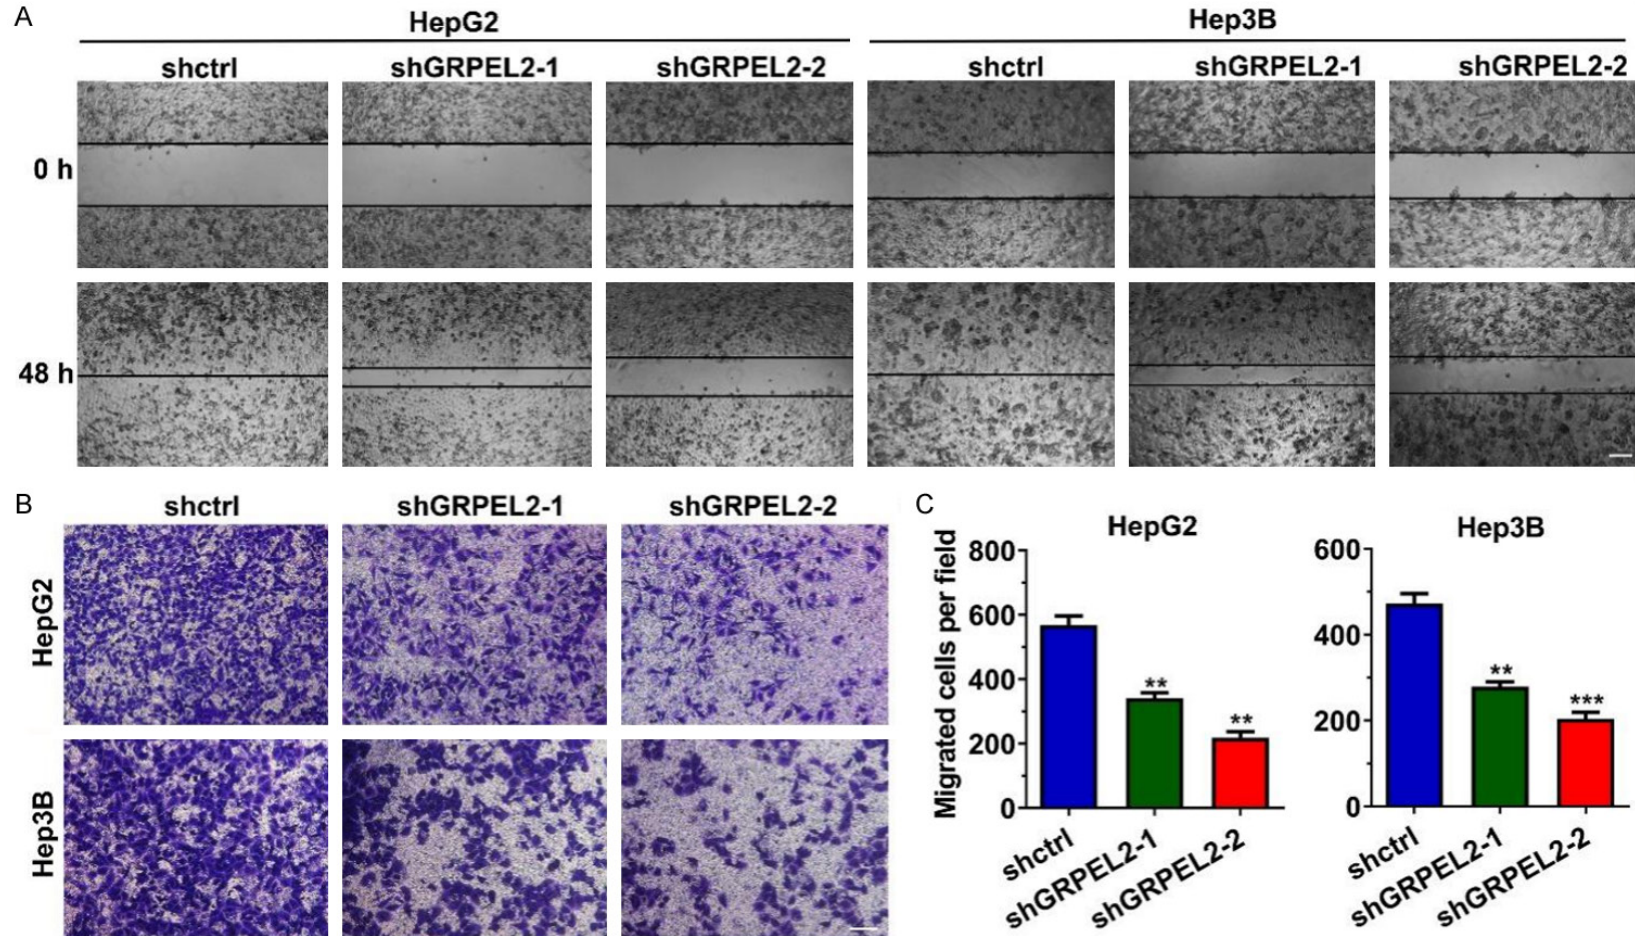 A
HepG2
Hep3B
shctrl
shGRPEL2-1
shGRPEL2-2
shctrl
shGRPEL2-1
shGRPEL2-2
0 h
48 h
B
shctrl
shGRPEL2-1
shGRPEL2-2
HepG2
Hep3B
C
HepG2
Migrated cells per field
800
600
400
200
0
**
**
shctrl
shGRPEL2-1
shGRPEL2-2
Hep3B
600
400
200
0
**
***
shctrl
shGRPEL2-1
shGRPEL2-2